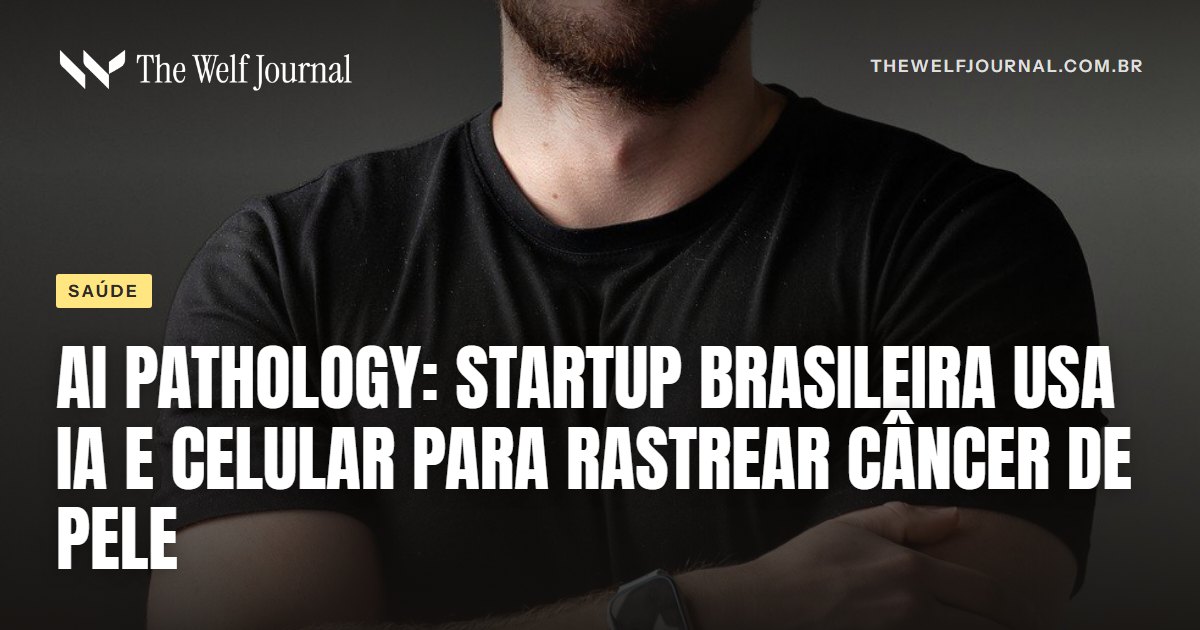 The Welf Journal
THEWELFJOURNAL.COM.BR
SAÚDE
AI PATHOLOGY: STARTUP BRASILEIRA USA
IA E CELULAR PARA RASTREAR CÂNCER DE
PELE